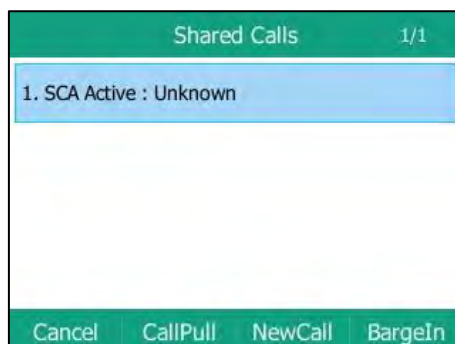 Shared Calls 1/1
1. SCA Active : Unknown
Cancel CallPull NewCall BargeIn